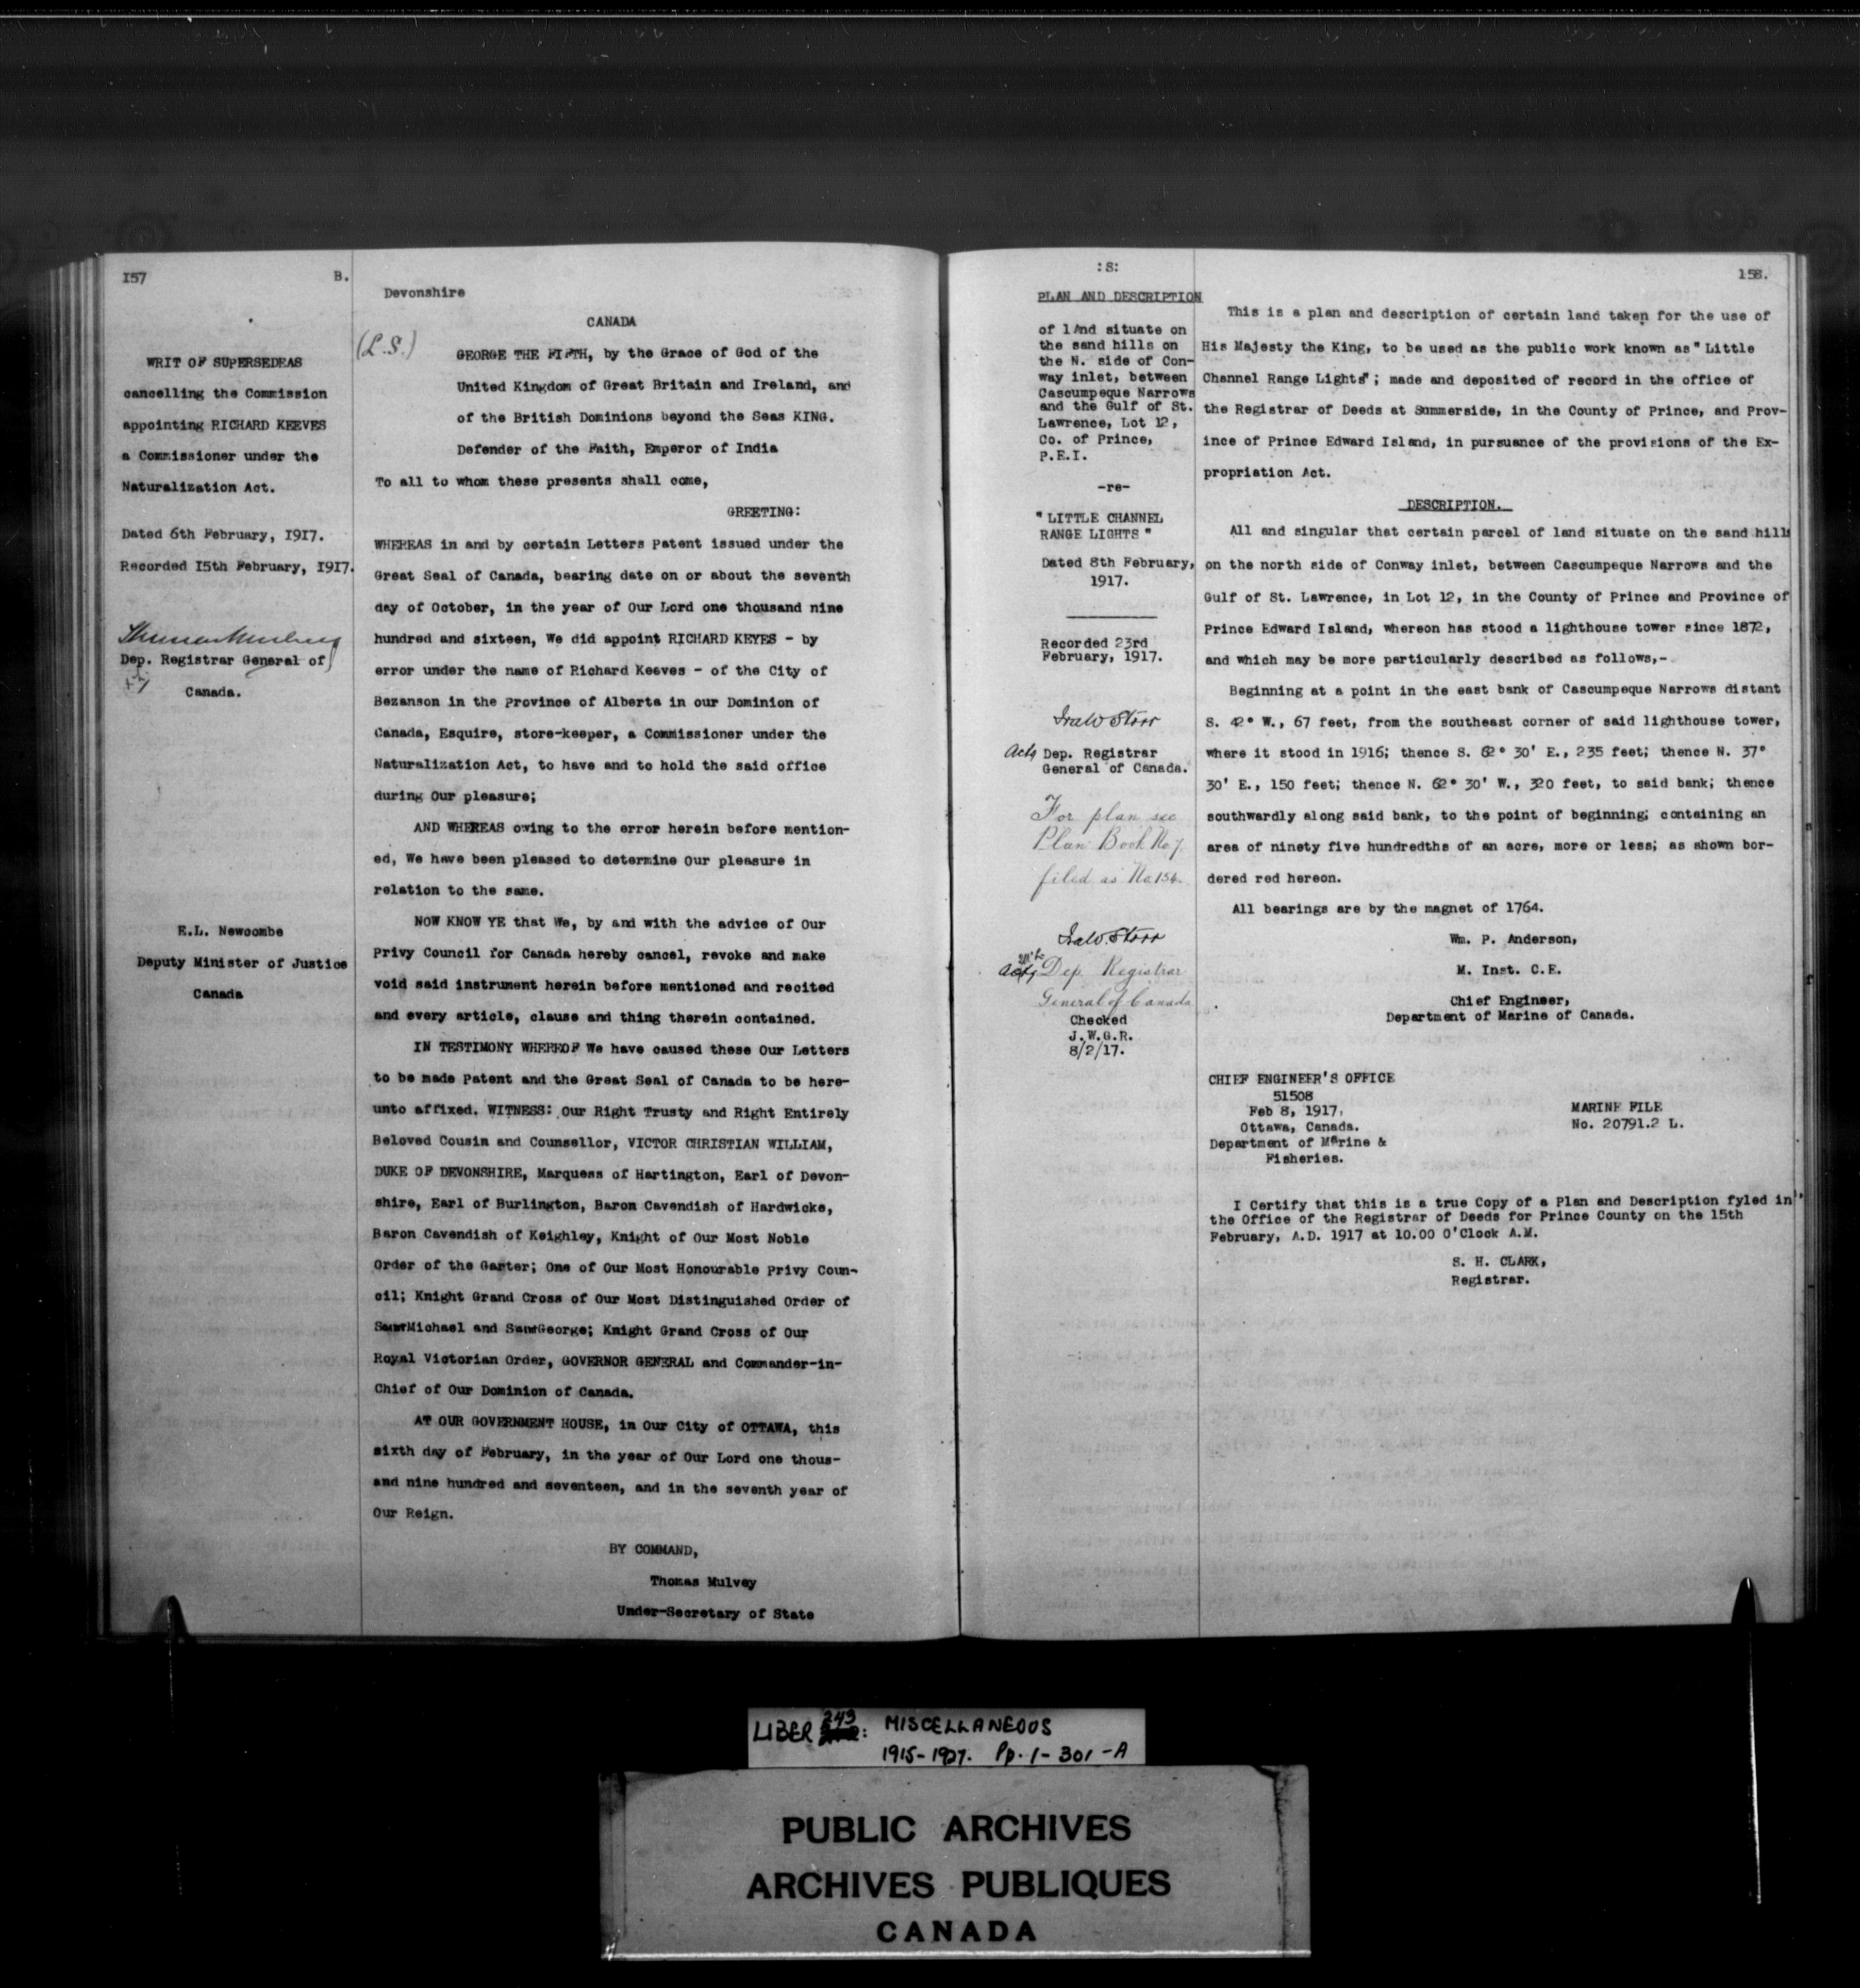 157
B.
WRIT OF SUPERSEDEAS
cancelling the Commission
appointing RICHARD KEEVES
a Commissioner under the
Naturalization Act.
Dated 6th February, 1917.
Recorded 15th February, 1917.
Dep. Registrar General of
Canada.
E.L. Newcombe
Deputy Minister of Justice
Canada
Devonshire
CANADA
(L.S.)
GEORGE THE FIFTH, by the Grace of God of the
United Kingdom of Great Britain and Ireland, and
of the British Dominions beyond the Seas KING.
Defender of the Faith, Emperor of India
To all to whom these presents shall come,
GREETING:
WHEREAS in and by certain Letters Patent issued under the
Great Seal of Canada, bearing date on or about the seventh
day of October, in the year of Our Lord one thousand nine
hundred and sixteen, We did appoint RICHARD KEYES - by
error under the name of Richard Keeves - of the City of
Bezanson in the Province of Alberta in our Dominion of
Canada, Esquire, store-keeper, a Commissioner under the
Naturalization Act, to have and to hold the said office
during Our pleasure;
AND WHEREAS owing to the error herein before mention-
ed, We have been pleased to determine Our pleasure in
relation to the same.
NOW KNOW YE that We, by and with the advice of Our
Privy Council for Canada hereby cancel, revoke and make
void said instrument herein before mentioned and recited
and every article, clause and thing therein contained.
IN TESTIMONY WHEREOF We have caused these Our Letters
to be made Patent and the Great Seal of Canada to be here-
unto affixed. WITNESS: Our Right Trusty and Right Entirely
Beloved Cousin and Counsellor, VICTOR CHRISTIAN WILLIAM,
DUKE OF DEVONSHIRE, Marquess of Hartington, Earl of Devon-
shire, Earl of Burlington, Baron Cavendish of Hardwicke,
Baron Cavendish of Keighley, Knight of Our Most Noble
Order of the Garter; One of Our Most Honourable Privy Coun-
cil; Knight Grand Cross of Our Most Distinguished Order of
Saint Michael and Saint George; Knight Grand Cross of Our
Royal Victorian Order, GOVERNOR GENERAL and Commander-in-
Chief of Our Dominion of Canada.
AT OUR GOVERNMENT HOUSE, in Our City of OTTAWA, this
sixth day of February, in the year of Our Lord one thous-
and nine hundred and seventeen, and in the seventh year of
Our Reign.
BY COMMAND,
Thomas Mulvey
Under-Secretary of State
:S:
158.
PLAN AND DESCRIPTION
of land situate on
the sand hills on
the N. side of Con-
way inlet, between
Cascumpeque Narrows
and the Gulf of St.
Lawrence, Lot 12,
Co. of Prince,
P.E.I.
-re-
" LITTLE CHANNEL
RANGE LIGHTS "
Dated 8th February,
1917.
Recorded 23rd
February, 1917.
Ira W Storr
Actg Dep. Registrar
General of Canada.
For plan see
Plan Book No 7.
filed as No 154.
Ira W. Storr
Actg Dep. Registrar
General of Canada
Checked
J.W.G.R.
8/2/17.
This is a plan and description of certain land taken for the use of
His Majesty the King, to be used as the public work known as" Little
Channel Range Lights"; made and deposited of record in the office of
the Registrar of Deeds at Summerside, in the County of Prince, and Prov-
ince of Prince Edward Island, in pursuance of the provisions of the Ex-
propriation Act.
DESCRIPTION.
All and singular that certain parcel of land situate on the sand hills
on the north side of Conway inlet, between Cascumpeque Narrows and the
Gulf of St. Lawrence, in Lot 12, in the County of Prince and Province of
Prince Edward Island, whereon has stood a lighthouse tower since 1872,
and which may be more particularly described as follows,-
Beginning at a point in the east bank of Cascumpeque Narrows distant
S. 42° W., 67 feet, from the southeast corner of said lighthouse tower,
where it stood in 1916; thence S. 62° 30' E., 235 feet; thence N. 37°
30' E., 150 feet; thence N. 62° 30' W., 320 feet, to said bank; thence
southwardly along said bank, to the point of beginning; containing an
area of ninety five hundredths of an acre, more or less; as shown bor-
dered red hereon.
All bearings are by the magnet of 1764.
Wm. P. Anderson,
M. Inst. C.E.
Chief Engineer,
Department of Marine of Canada.
CHIEF ENGINEER'S OFFICE
51508
Feb 8, 1917,
Ottawa, Canada.
Department of Marine &
Fisheries.
MARINE FILE
No. 20791.2 L.
I Certify that this is a true Copy of a Plan and Description fyled in
the Office of the Registrar of Deeds for Prince County on the 15th
February, A.D. 1917 at 10.00 O'Clock A.M.
S. H. CLARK,
Registrar.
LIBER 243: MISCELLANEOUS
1915-1927. Pp. 1-301-A
PUBLIC ARCHIVES
ARCHIVES PUBLIQUES
CANADA